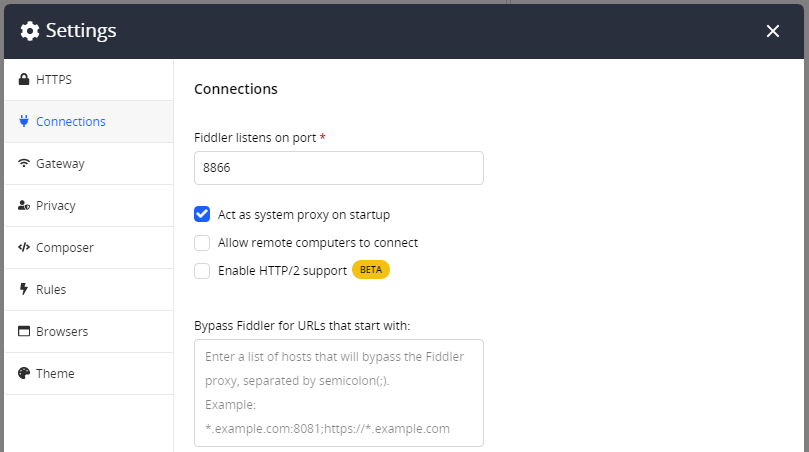 Settings
HTTPS
Connections
Gateway
Privacy
Composer
Rules
Browsers
Theme
Connections
Fiddler listens on port *
8866
Act as system proxy on startup
Allow remote computers to connect
Enable HTTP/2 support BETA
Bypass Fiddler for URLs that start with:
Enter a list of hosts that will bypass the Fiddler
proxy, separated by semicolon(;).
Example:
*.example.com:8081;https://*.example.com